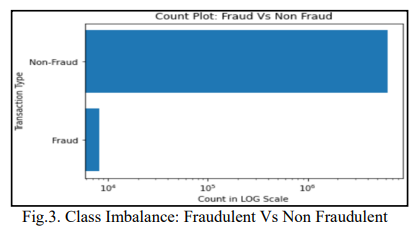 Count Plot: Fraud Vs Non Fraud
Transaction Type
Non-Fraud
Fraud
10⁴ 10⁵ 10⁶
Count in LOG Scale
Fig.3. Class Imbalance: Fraudulent Vs Non Fraudulent